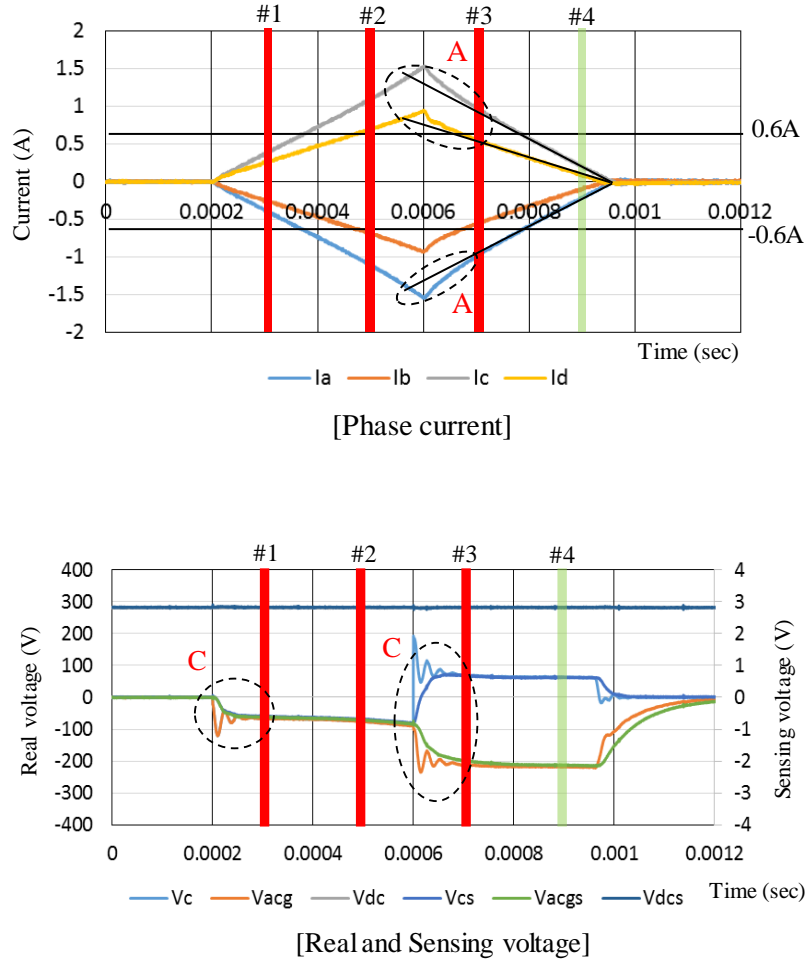 #1 #2 #3 #4
2
1.5
1
0.5
0
-0.5
-1
-1.5
-2
Current (A)
A
A
0.6A
-0.6A
0 0.0002 0.0004 0.0006 0.0008 0.001 0.0012
Time (sec)
Ia Ib Ic Id
[Phase current]
#1 #2 #3 #4
400
300
200
100
0
-100
-200
-300
-400
Real voltage (V)
C
C
4
3
2
1
0
-1
-2
-3
-4
Sensing voltage (V)
0 0.0002 0.0004 0.0006 0.0008 0.001 0.0012
Vc Vacg Vdc Vcs Vacgs Vdcs
Time (sec)
[Real and Sensing voltage]